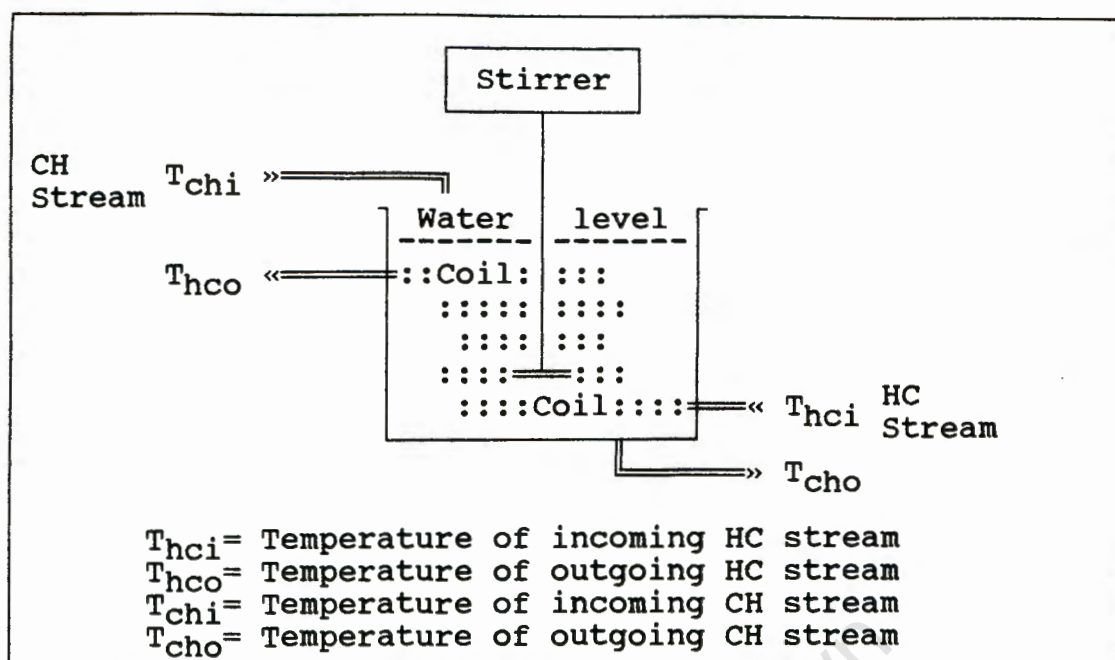 Stirrer
CH
Stream
Tchi »
Water level
Thco «
::Coil: :::
::::: ::::
:::: :::
::::  :::
::::Coil::::
« Thci
HC
Stream
» Tcho
Thci= Temperature of incoming HC stream
Thco= Temperature of outgoing HC stream
Tchi= Temperature of incoming CH stream
Tcho= Temperature of outgoing CH stream